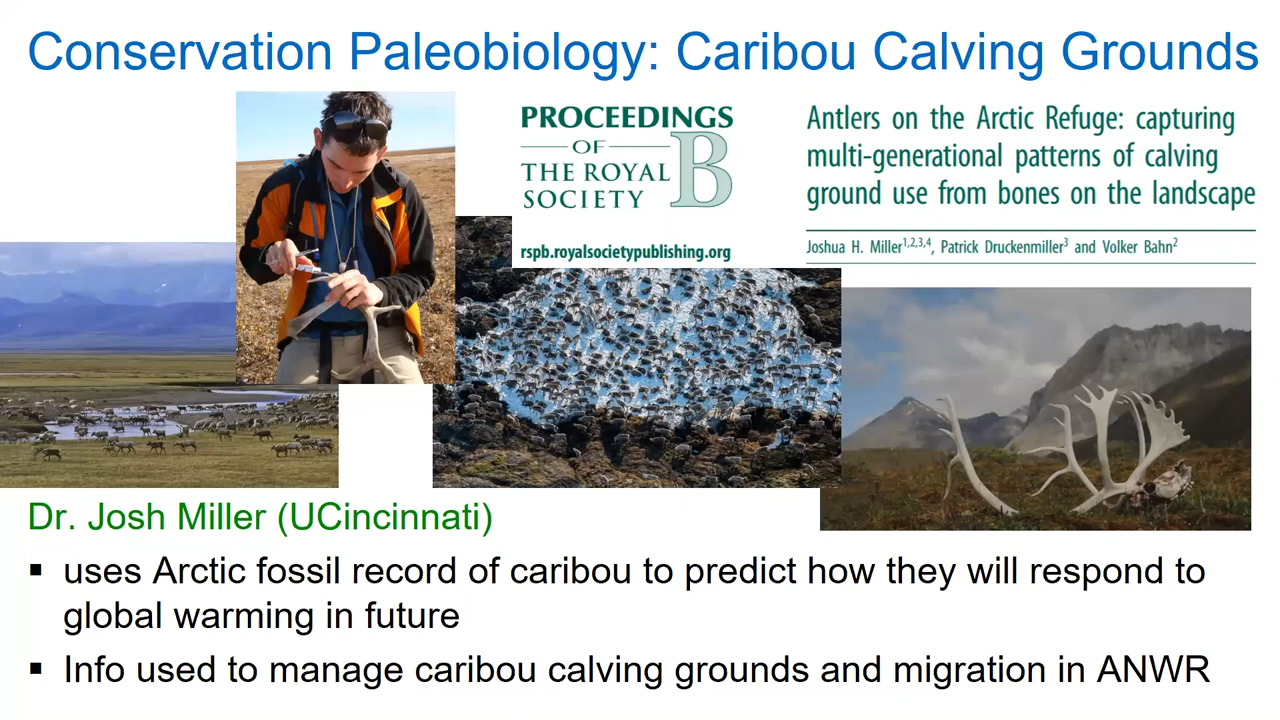 Conservation Paleobiology: Caribou Calving Grounds
PROCEEDINGS
OF
THE ROYAL
SOCIETY
B
rspb.royalsocietypublishing.org
Antlers on the Arctic Refuge: capturing
multi-generational patterns of calving
ground use from bones on the landscape
Joshua H. Miller1,2,3,4, Patrick Druckenmiller3 and Volker Bahn2
Dr. Josh Miller (UCincinnati)
▪ uses Arctic fossil record of caribou to predict how they will respond to
global warming in future
▪ Info used to manage caribou calving grounds and migration in ANWR